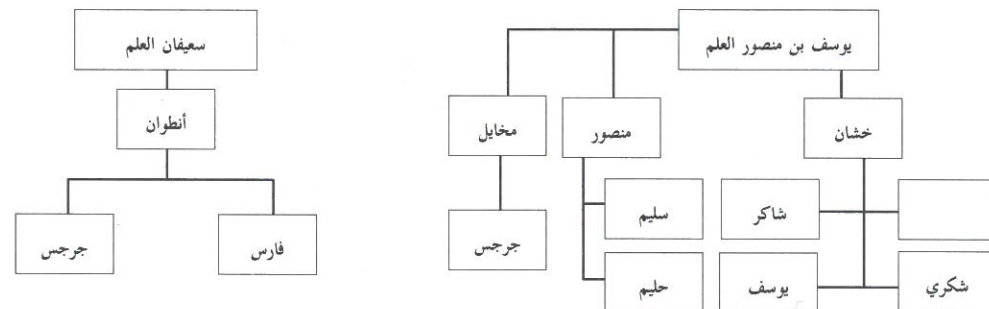 يوسف بن منصور العلم
سعيفان العلم
خشان
منصور
مخايل
أنطوان
شاكر
سليم
جرجس
فارس
جرجس
شكري
يوسف
حليم